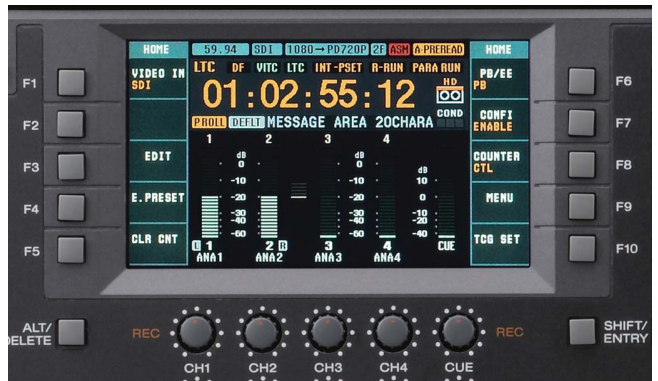 HOME 59.94 SDI 1080→PD720P 2F ASM A-PREREAD HOME
LTC DF VITC LTC INT-PSET R-RUN PARA RUN
F1 VIDEO IN PB/EE F6
SDI PB
01:02:55:12 HD
F2 CONFI F7
ENABLE
COND
PROLL DEFLT MESSAGE AREA 20CHARA
1 2 3 4
F3 EDIT COUNTER F8
CTL
dB dB dB
0 0 10
-10 -10 0
-20 -20 -10
-30 -30 -20
-40 -40 -30
-60 -60 -40
F4 E.PRESET MENU F9
F5 CLR CNT TCG SET F10
L 1 2 R 3 4 CUE
ANA1 ANA2 ANA3 ANA4
ALT/ REC REC SHIFT/
DELETE ENTRY
CH1 CH2 CH3 CH4 CUE